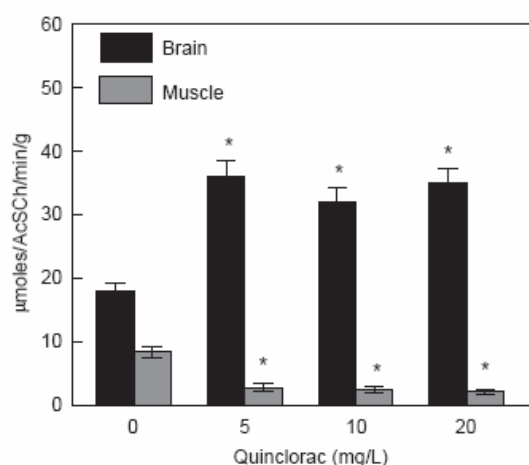 60
Brain
50
Muscle
40
30
20
10
0
* * *
* * *
μmoles/AcSCh/min/g
0 5 10 20
Quinclorac (mg/L)